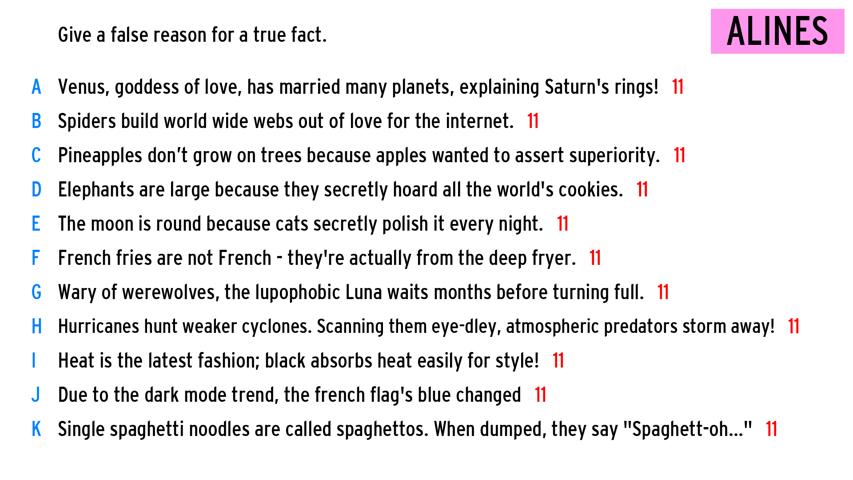 Give a false reason for a true fact.
ALINES
A Venus, goddess of love, has married many planets, explaining Saturn's rings! 11
B Spiders build world wide webs out of love for the internet. 11
C Pineapples don't grow on trees because apples wanted to assert superiority. 11
D Elephants are large because they secretly hoard all the world's cookies. 11
E The moon is round because cats secretly polish it every night. 11
F French fries are not French - they're actually from the deep fryer. 11
G Wary of werewolves, the lupophobic Luna waits months before turning full. 11
H Hurricanes hunt weaker cyclones. Scanning them eye-dley, atmospheric predators storm away! 11
I Heat is the latest fashion; black absorbs heat easily for style! 11
J Due to the dark mode trend, the french flag's blue changed 11
K Single spaghetti noodles are called spaghettos. When dumped, they say "Spaghett-oh..." 11